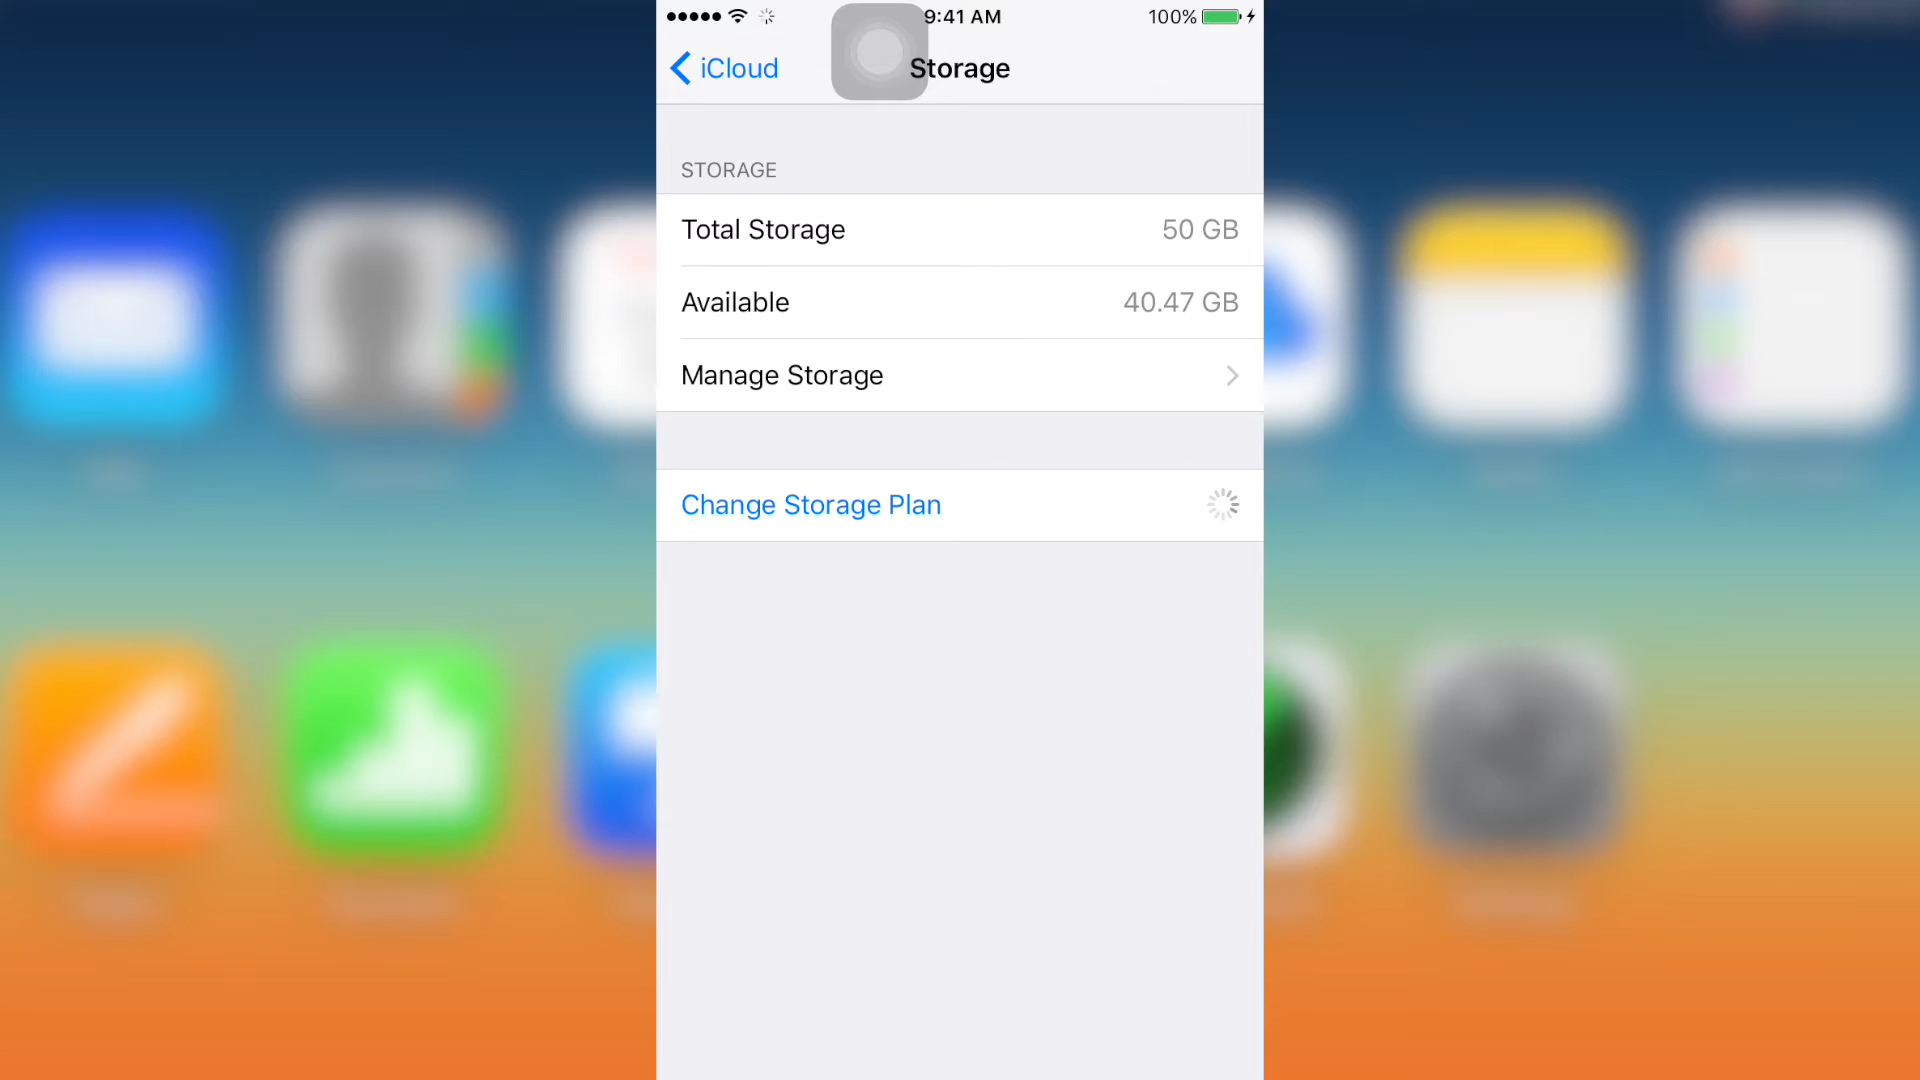 9:41 AM 100%
iCloud Storage
STORAGE
Total Storage 50 GB
Available 40.47 GB
Manage Storage
Change Storage Plan